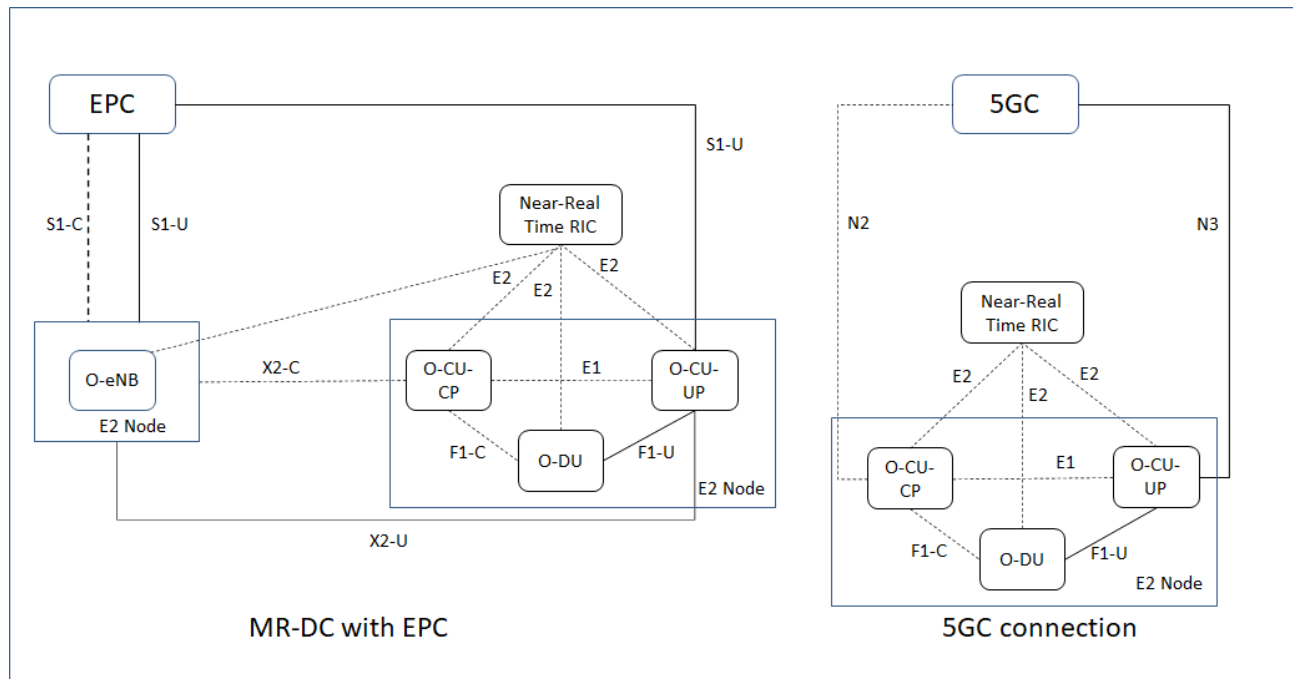 EPC
5GC
S1-U
S1-C
S1-U
Near-Real
Time RIC
N2
N3
E2
E2
E2
Near-Real
Time RIC
O-eNB
E2 Node
X2-C
O-CU-
CP
E1
O-CU-
UP
E2
E2
E2
F1-C
O-DU
F1-U
E2 Node
O-CU-
CP
E1
O-CU-
UP
X2-U
F1-C
O-DU
F1-U
E2 Node
MR-DC with EPC
5GC connection